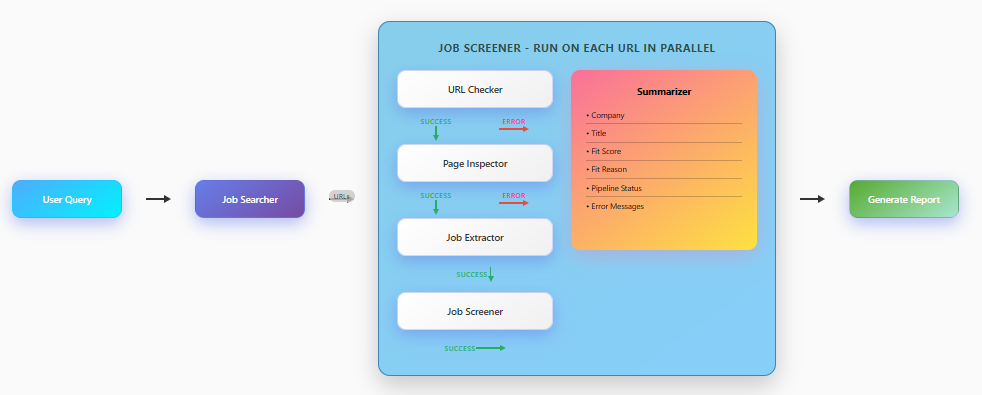 JOB SCREENER - RUN ON EACH URL IN PARALLEL
User Query
Job Searcher
URLs
URL Checker
SUCCESS
ERROR
Page Inspector
SUCCESS
ERROR
Job Extractor
SUCCESS
Job Screener
SUCCESS
Summarizer
• Company
• Title
• Fit Score
• Fit Reason
• Pipeline Status
• Error Messages
Generate Report